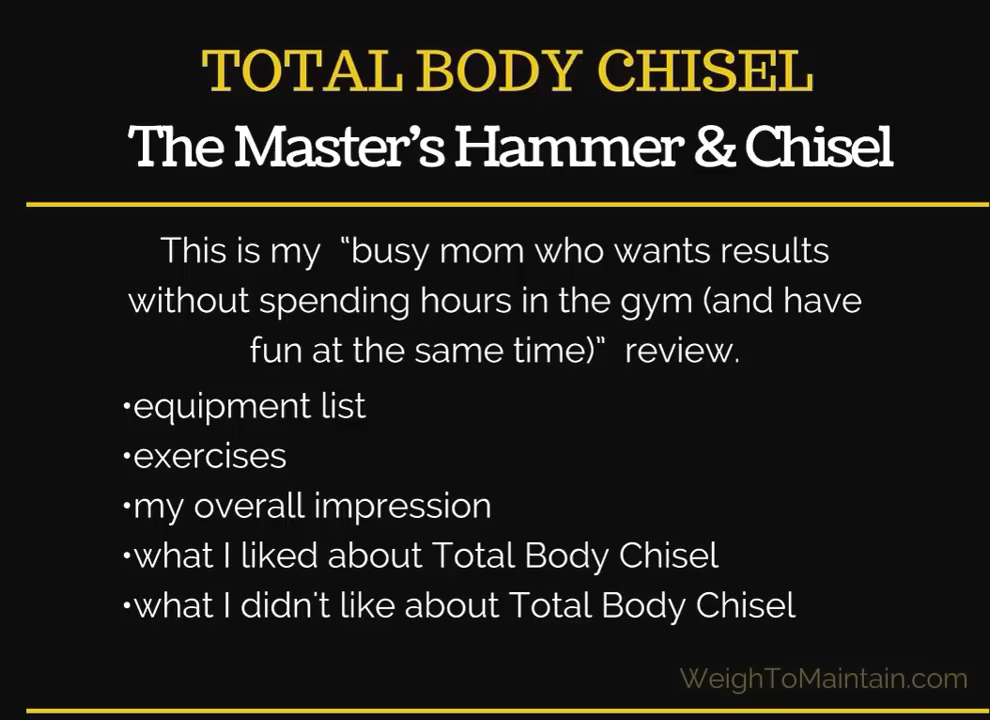 TOTAL BODY CHISEL
The Master's Hammer & Chisel
This is my "busy mom who wants results
without spending hours in the gym (and have
fun at the same time)" review.
•equipment list
•exercises
•my overall impression
•what I liked about Total Body Chisel
•what I didn't like about Total Body Chisel
WeighToMaintain.com